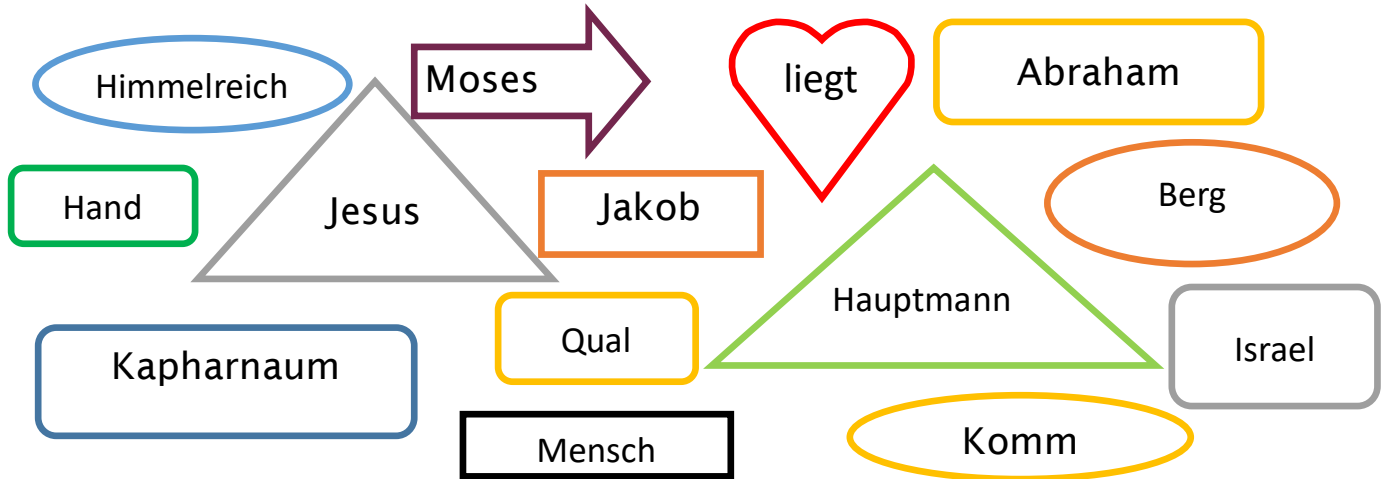 Himmelreich
Moses
liegt
Abraham
Hand
Jesus
Jakob
Berg
Kapharnaum
Qual
Hauptmann
Israel
Mensch
Komm